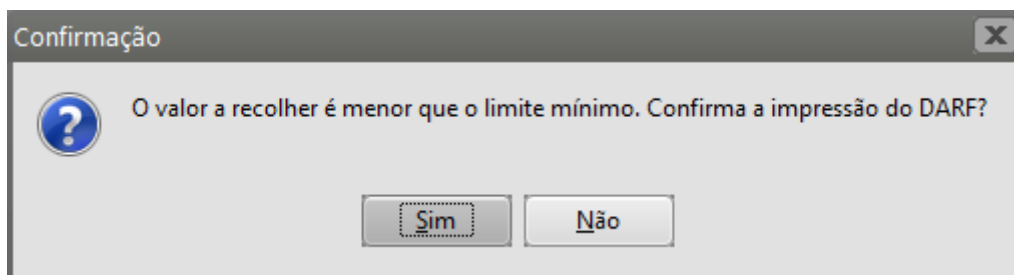 Confirmação
O valor a recolher é menor que o limite mínimo. Confirma a impressão do DARF?
Sim
Não